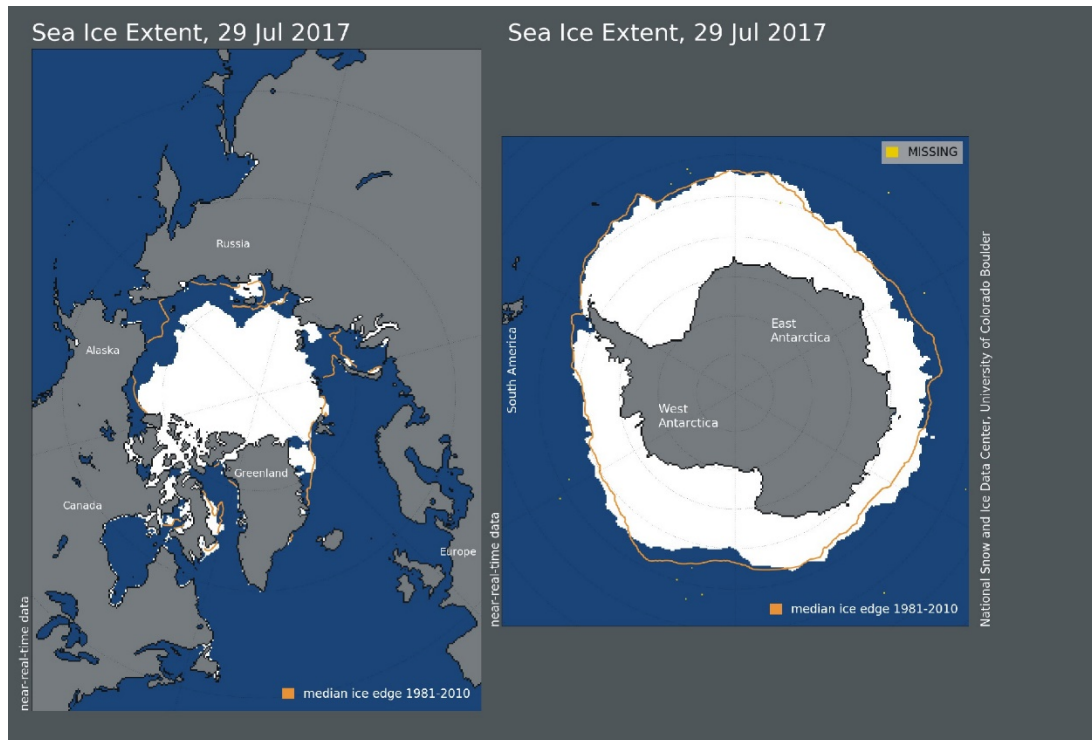 Sea Ice Extent, 29 Jul 2017
Russia
Alaska
Greenland
Canada
Europe
near-real-time data
median ice edge 1981-2010
Sea Ice Extent, 29 Jul 2017
MISSING
East
Antarctica
West
Antarctica
South America
near-real-time data
median ice edge 1981-2010
National Snow and Ice Data Center, University of Colorado Boulder